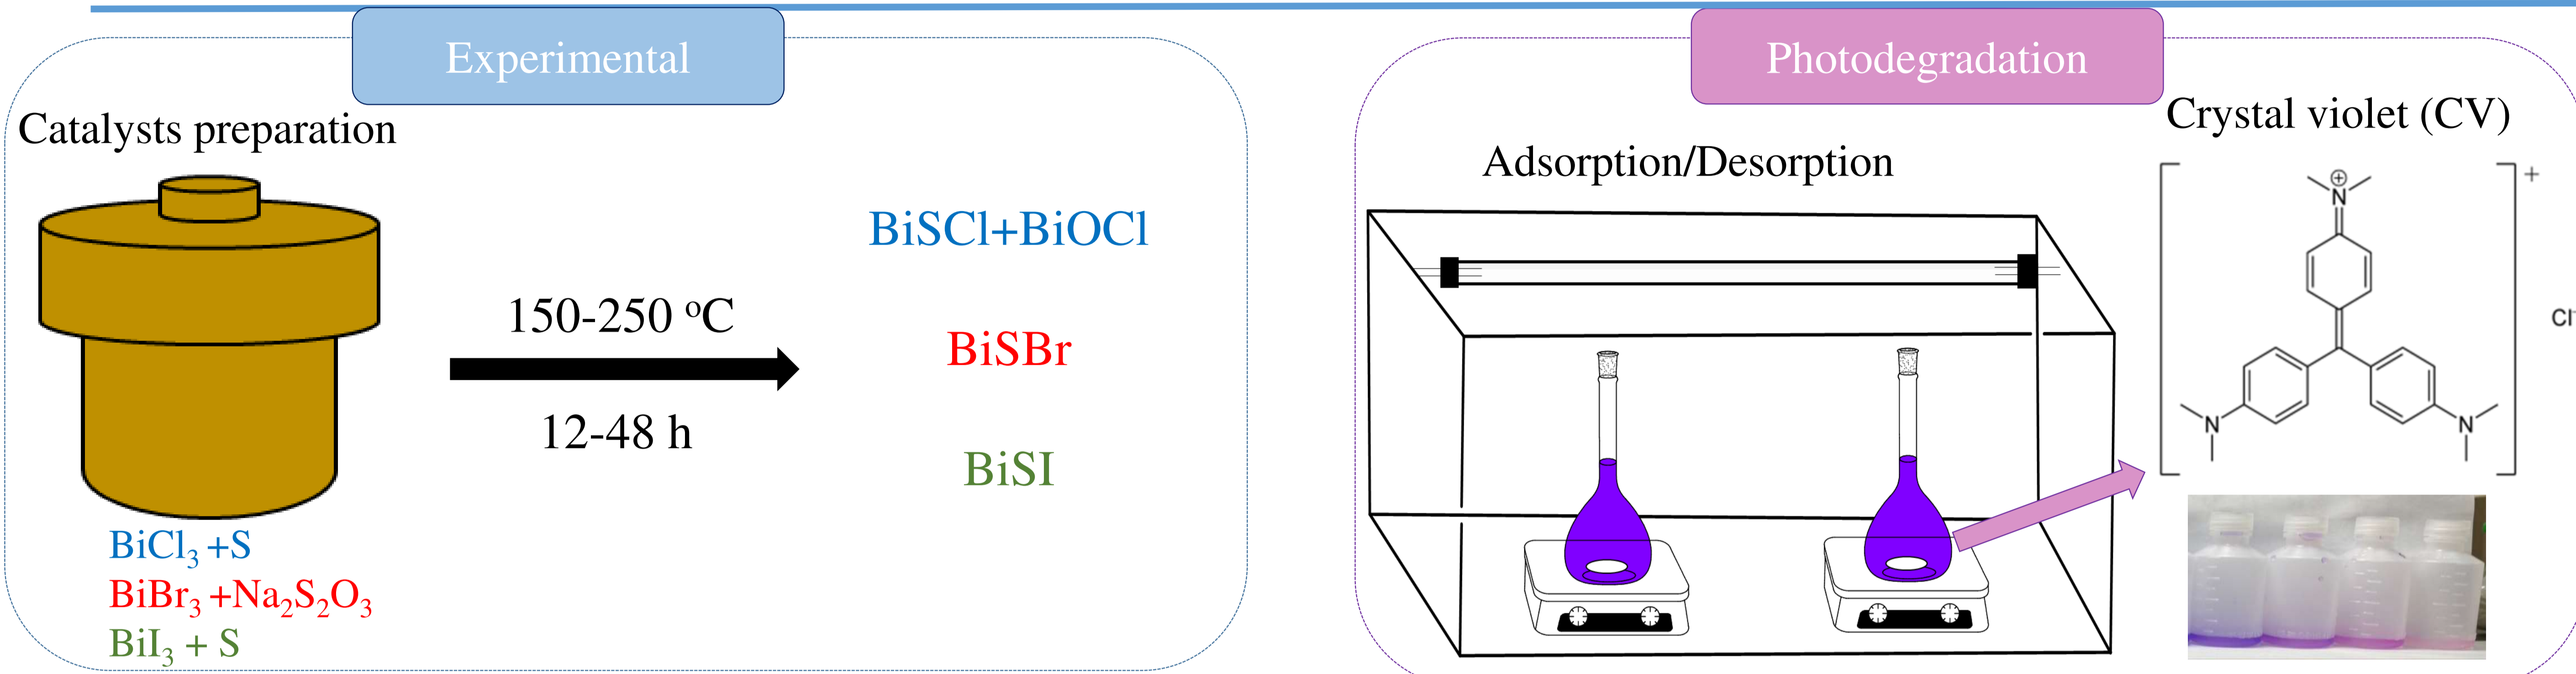 Experimental
Catalysts preparation
150-250 °C
12-48 h
BiSCl+BiOCl
BiSBr
BiSI
BiCl₃ +S
BiBr₃ +Na₂S₂O₃
BiI₃ + S
Photodegradation
Crystal violet (CV)
Adsorption/Desorption
+
N
N
N
Cl⁻